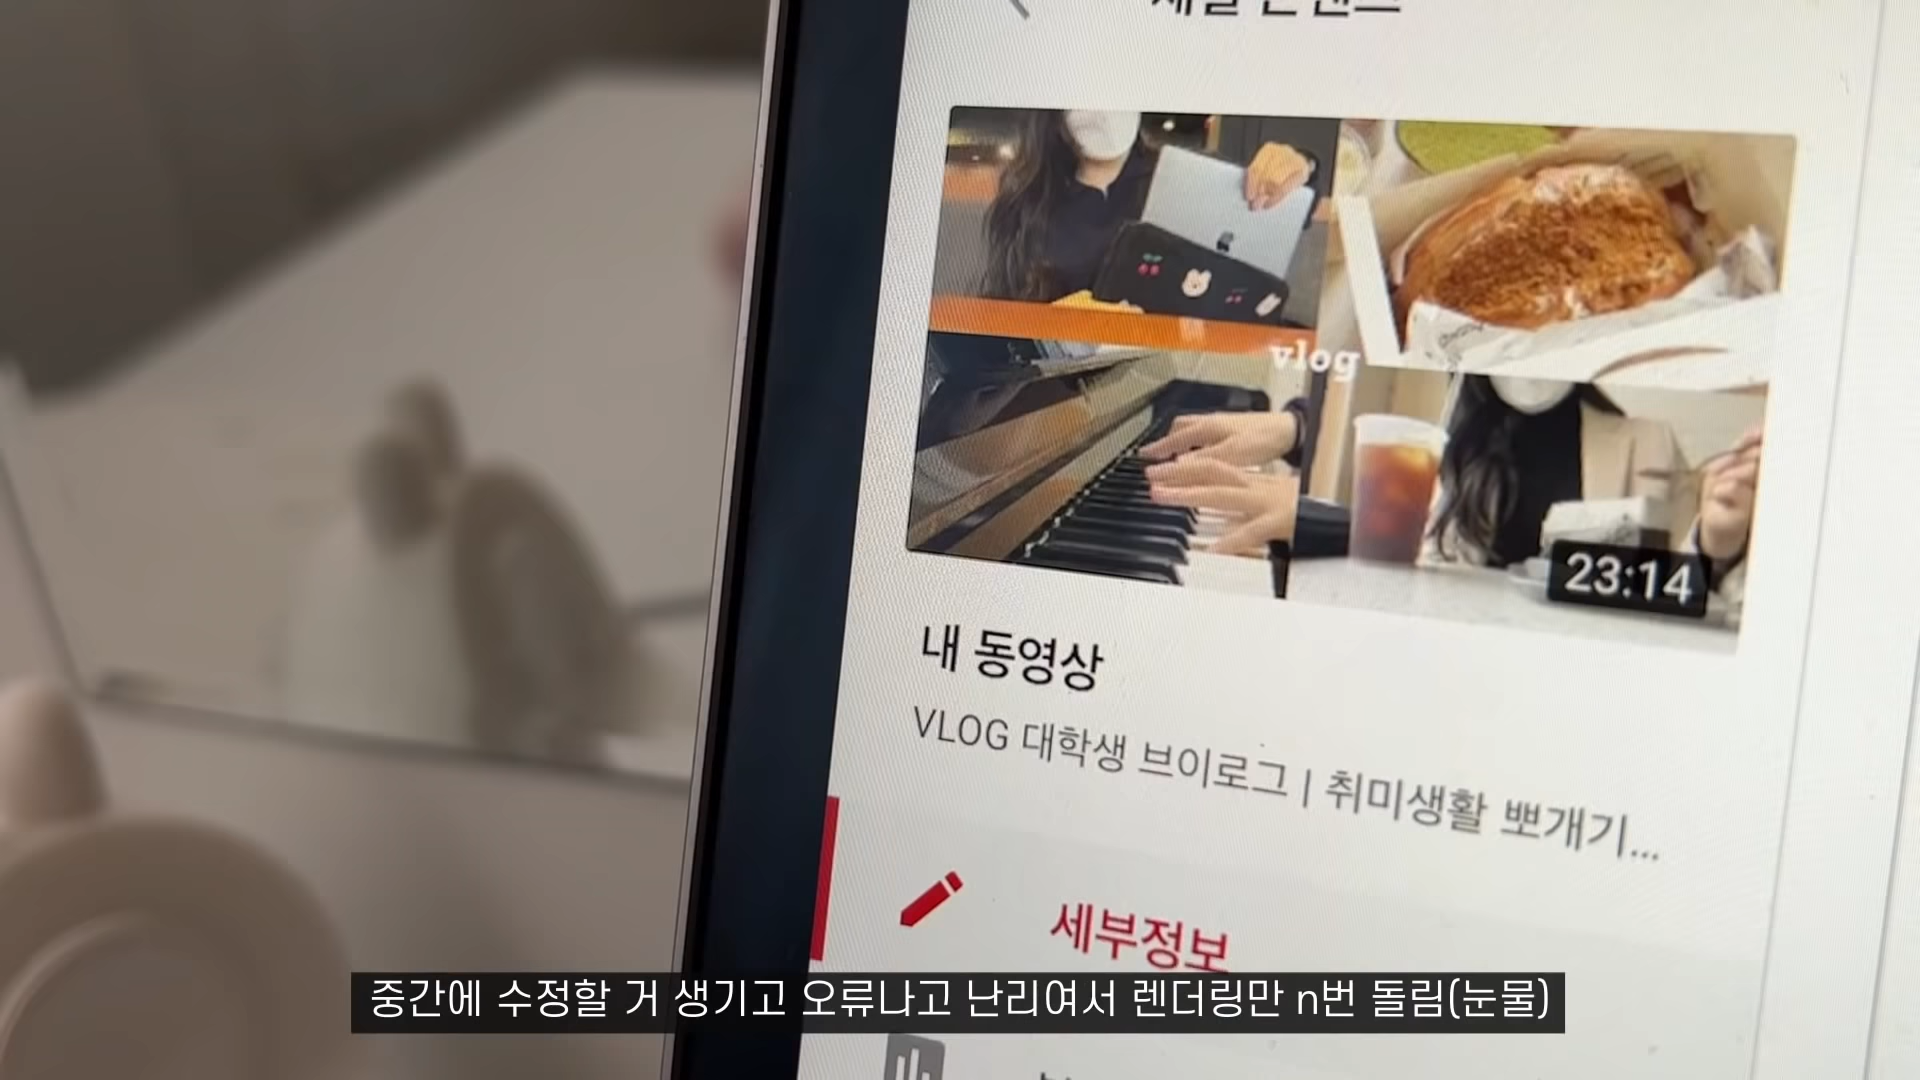 vlog
23:14
내 동영상
VLOG 대학생 브이로그 | 취미생활 뽀개기...
세부정보
중간에 수정할 거 생기고 오류나고 난리여서 렌더링만 n번 돌림(눈물)